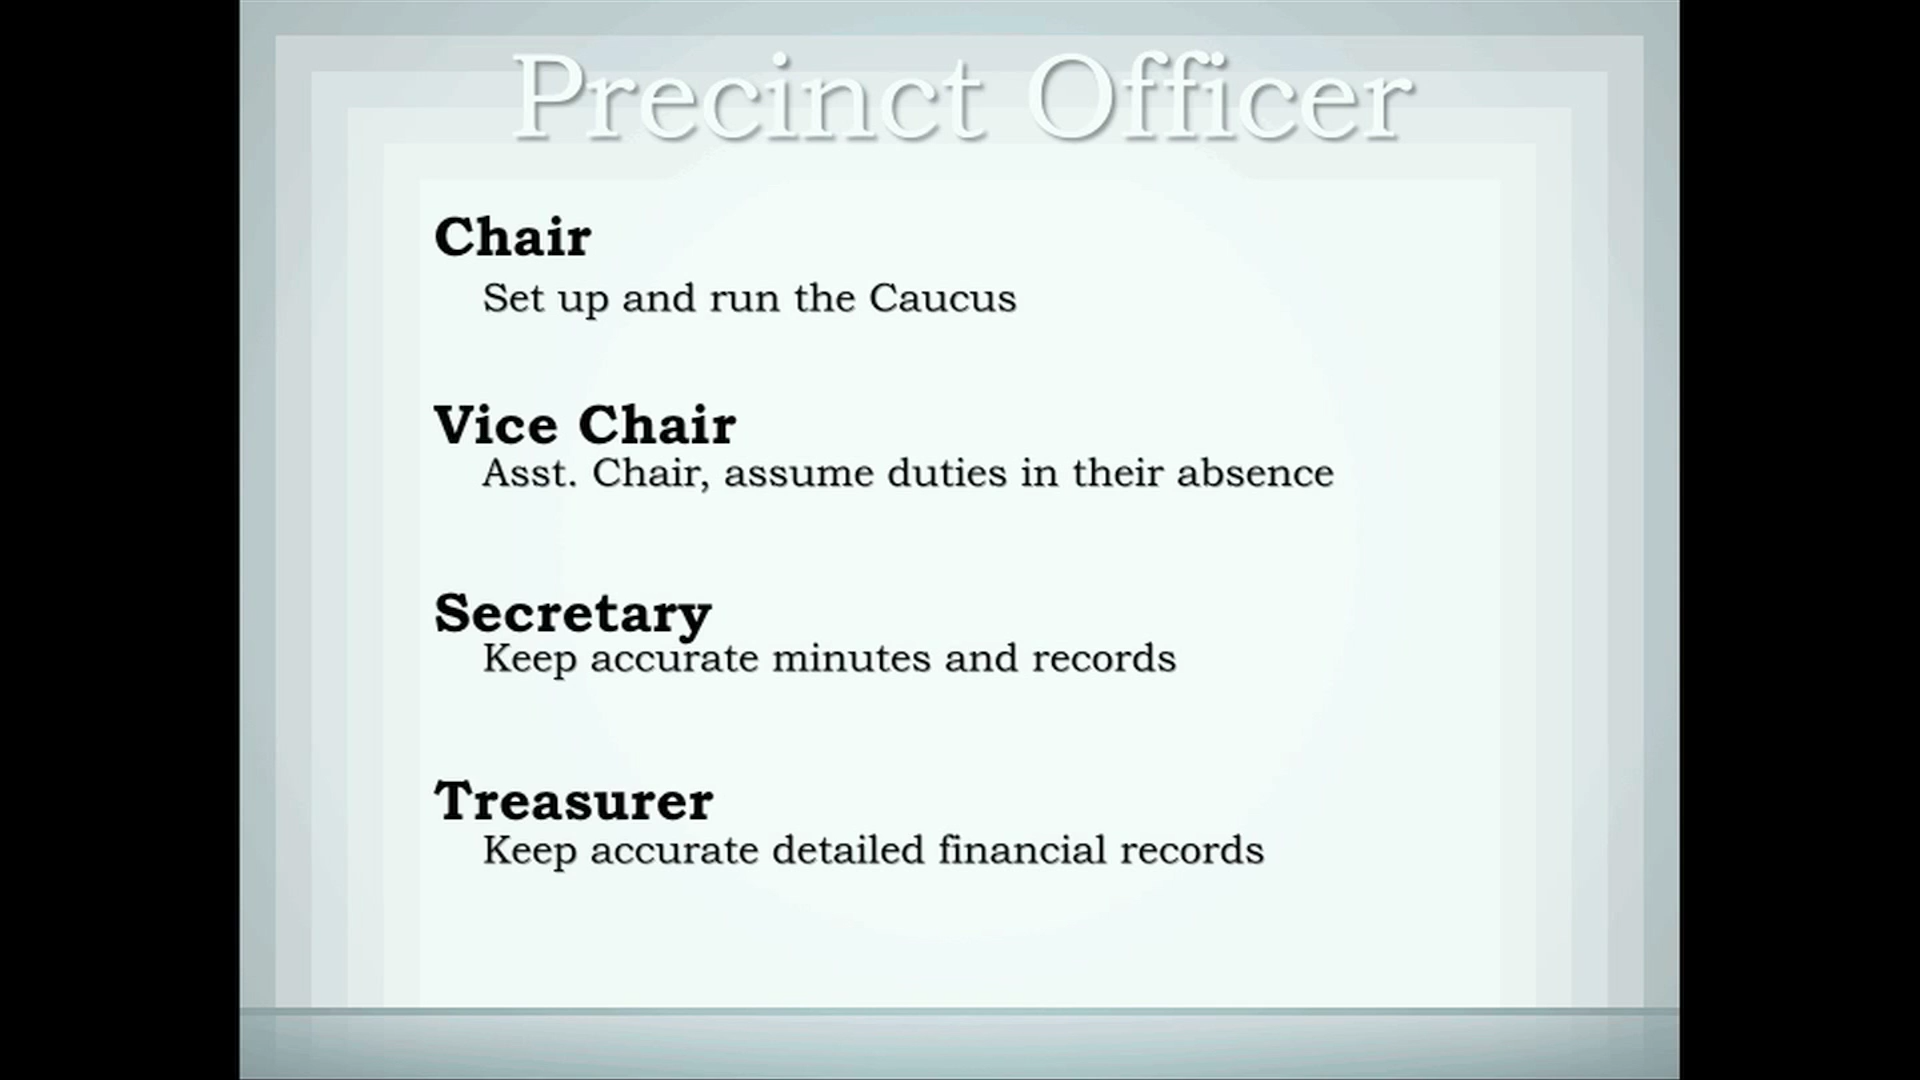 Precinct Officer
Chair
Set up and run the Caucus
Vice Chair
Asst. Chair, assume duties in their absence
Secretary
Keep accurate minutes and records
Treasurer
Keep accurate detailed financial records